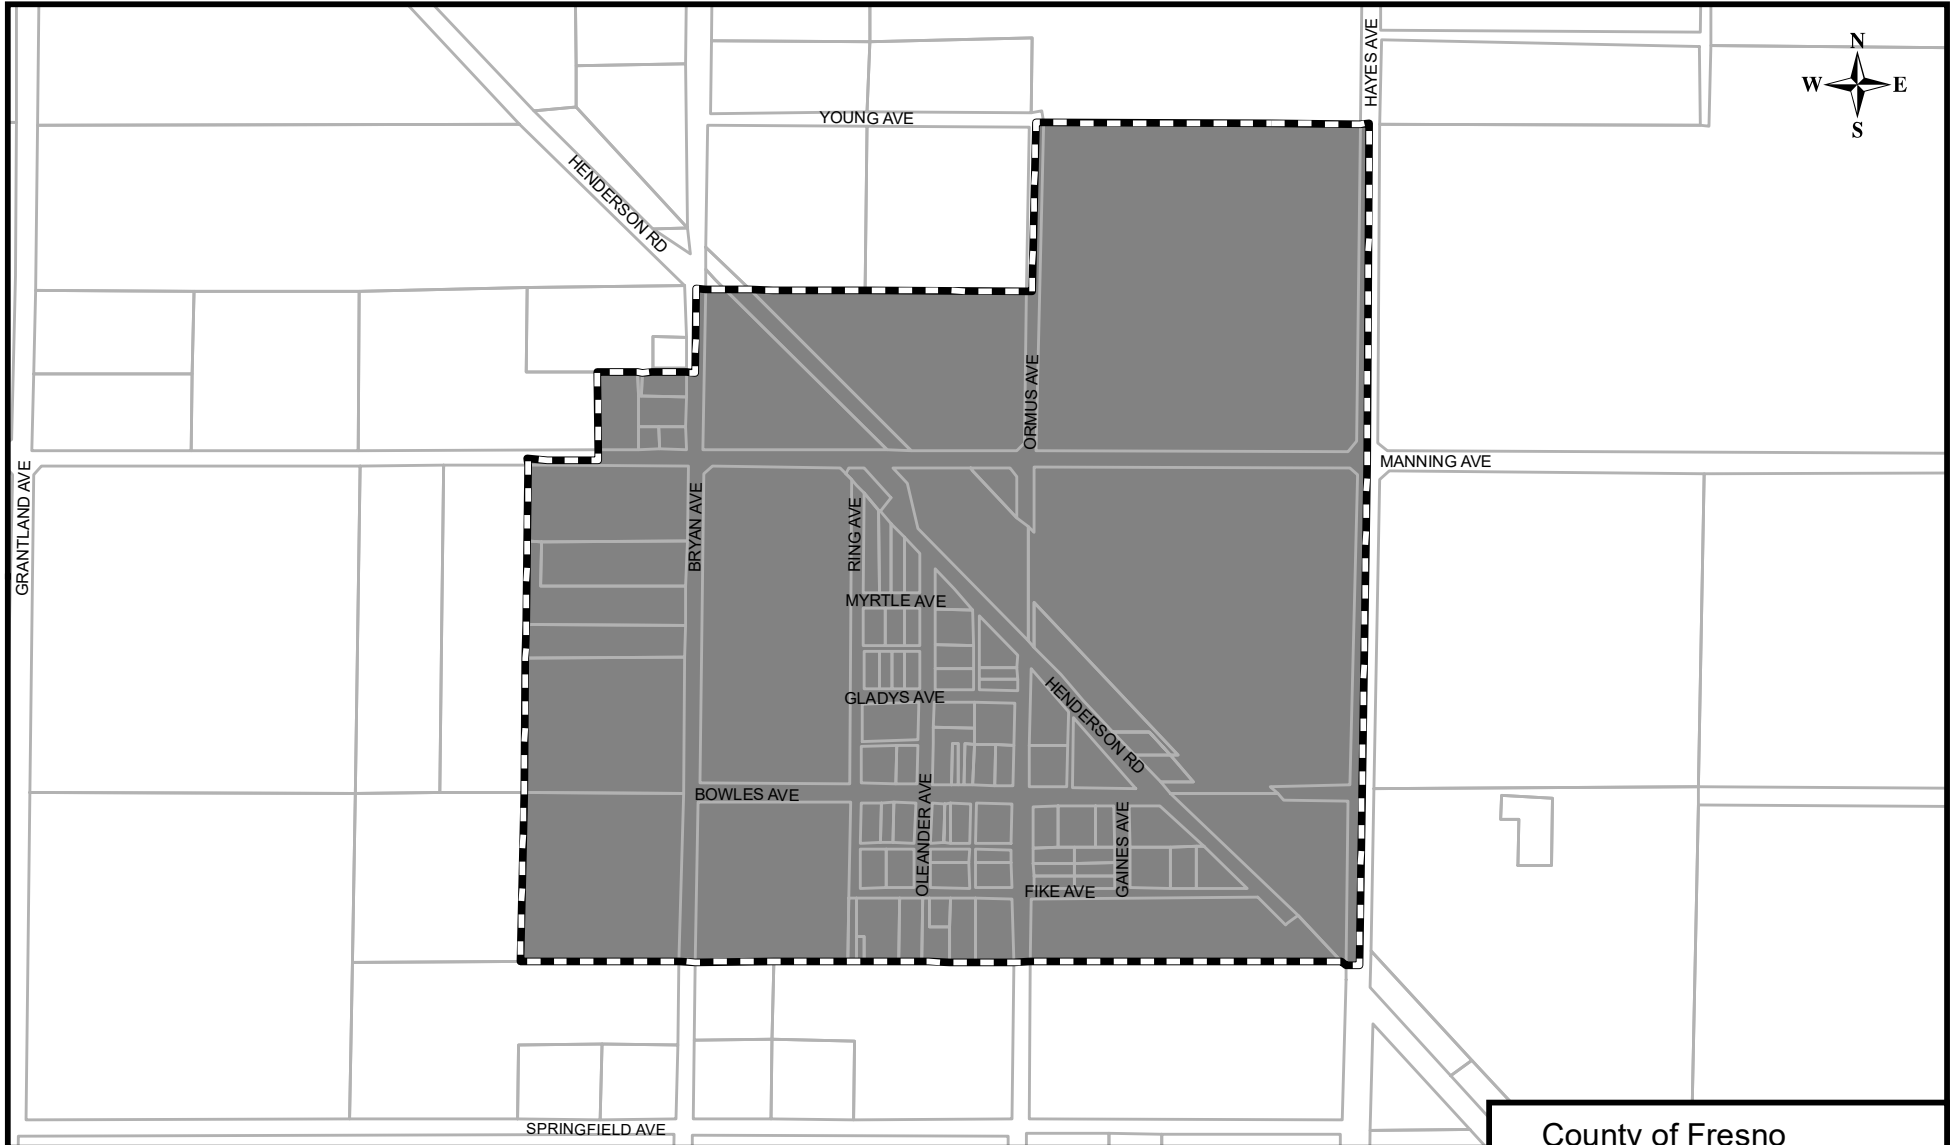 HAYES AVE
N
W E
S
YOUNG AVE
HENDERSON RD
ORMUS AVE
MANNING AVE
GRANTLAND AVE
BRYAN AVE
RING AVE
MYRTLE AVE
GLADYS AVE
HENDERSON RD
BOWLES AVE
OLEANDER AVE
GAINES AVE
FIKE AVE
SPRINGFIELD AVE
County of Fresno